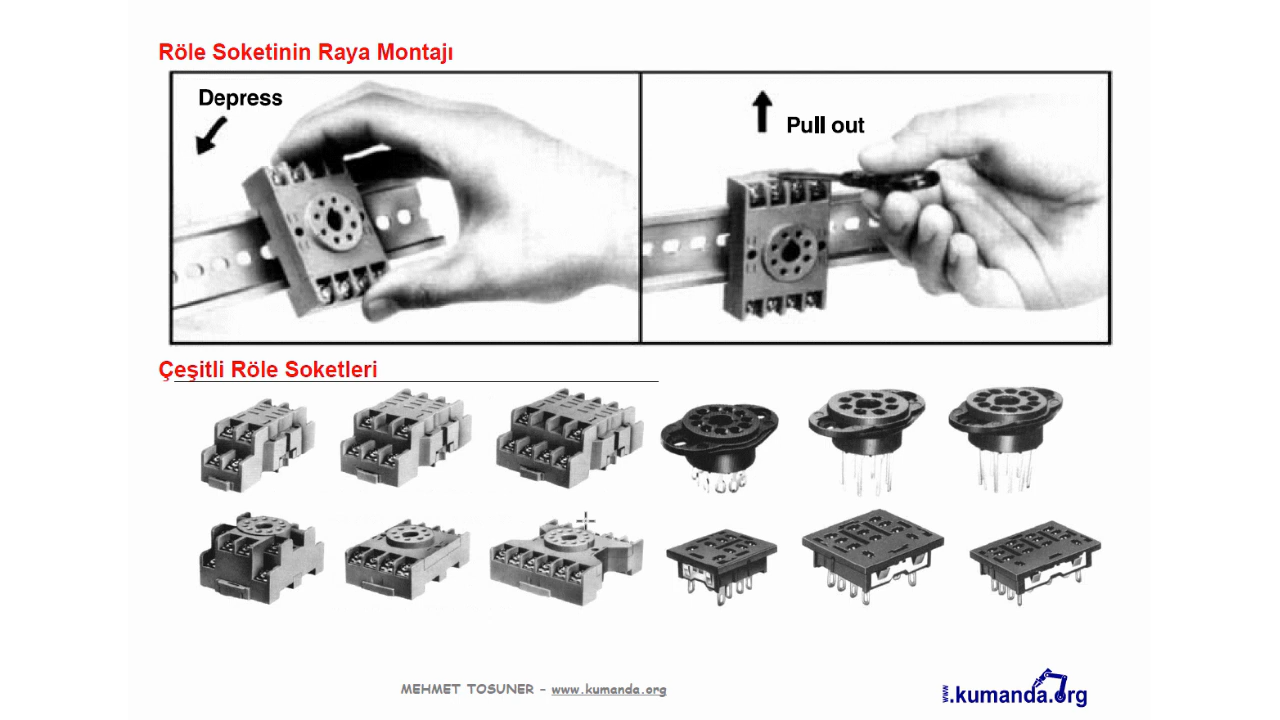 Röle Soketinin Raya Montajı
Depress
Pull out
Çeşitli Röle Soketleri
MEHMET TOSUNER - www.kumanda.org
www.kumanda.org